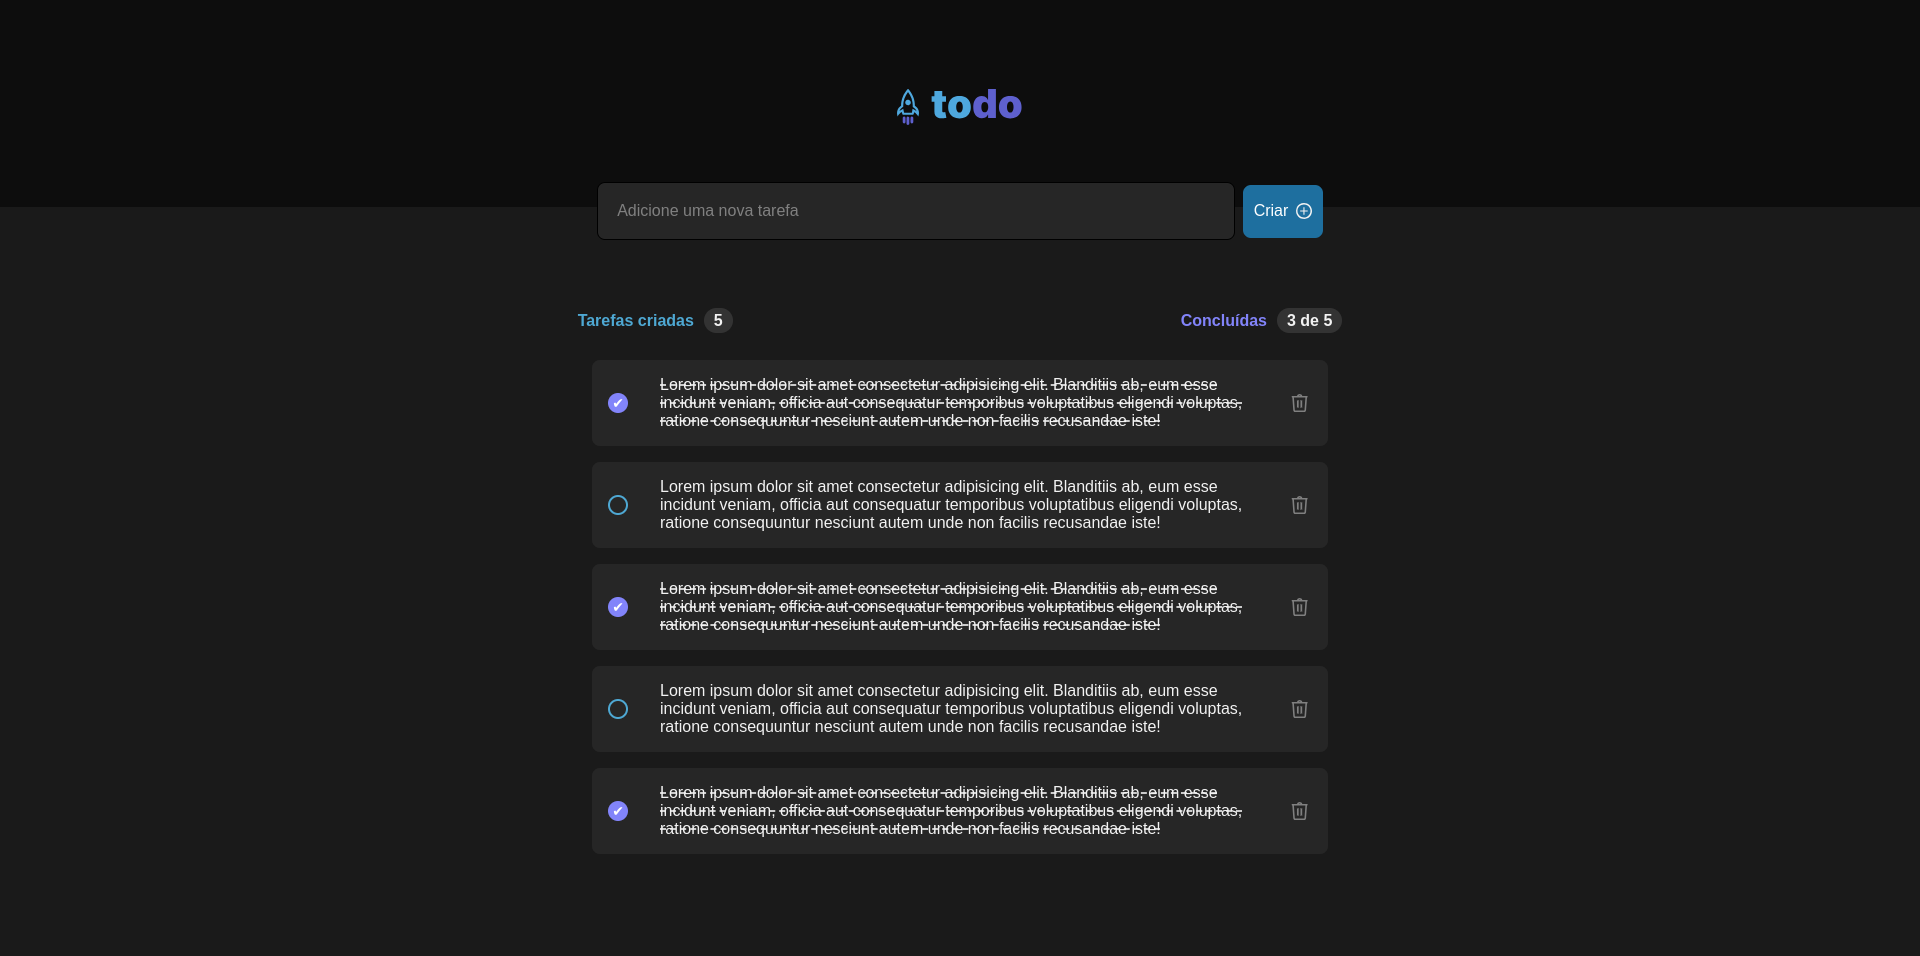 todo
Adicione uma nova tarefa
Criar
Tarefas criadas 5
Concluídas 3 de 5
Lorem ipsum dolor sit amet consectetur adipisicing elit. Blanditiis ab, eum esse
incidunt veniam, officia aut consequatur temporibus voluptatibus eligendi voluptas,
ratione consequuntur nesciunt autem unde non facilis recusandae iste!
Lorem ipsum dolor sit amet consectetur adipisicing elit. Blanditiis ab, eum esse
incidunt veniam, officia aut consequatur temporibus voluptatibus eligendi voluptas,
ratione consequuntur nesciunt autem unde non facilis recusandae iste!
Lorem ipsum dolor sit amet consectetur adipisicing elit. Blanditiis ab, eum esse
incidunt veniam, officia aut consequatur temporibus voluptatibus eligendi voluptas,
ratione consequuntur nesciunt autem unde non facilis recusandae iste!
Lorem ipsum dolor sit amet consectetur adipisicing elit. Blanditiis ab, eum esse
incidunt veniam, officia aut consequatur temporibus voluptatibus eligendi voluptas,
ratione consequuntur nesciunt autem unde non facilis recusandae iste!
Lorem ipsum dolor sit amet consectetur adipisicing elit. Blanditiis ab, eum esse
incidunt veniam, officia aut consequatur temporibus voluptatibus eligendi voluptas,
ratione consequuntur nesciunt autem unde non facilis recusandae iste!